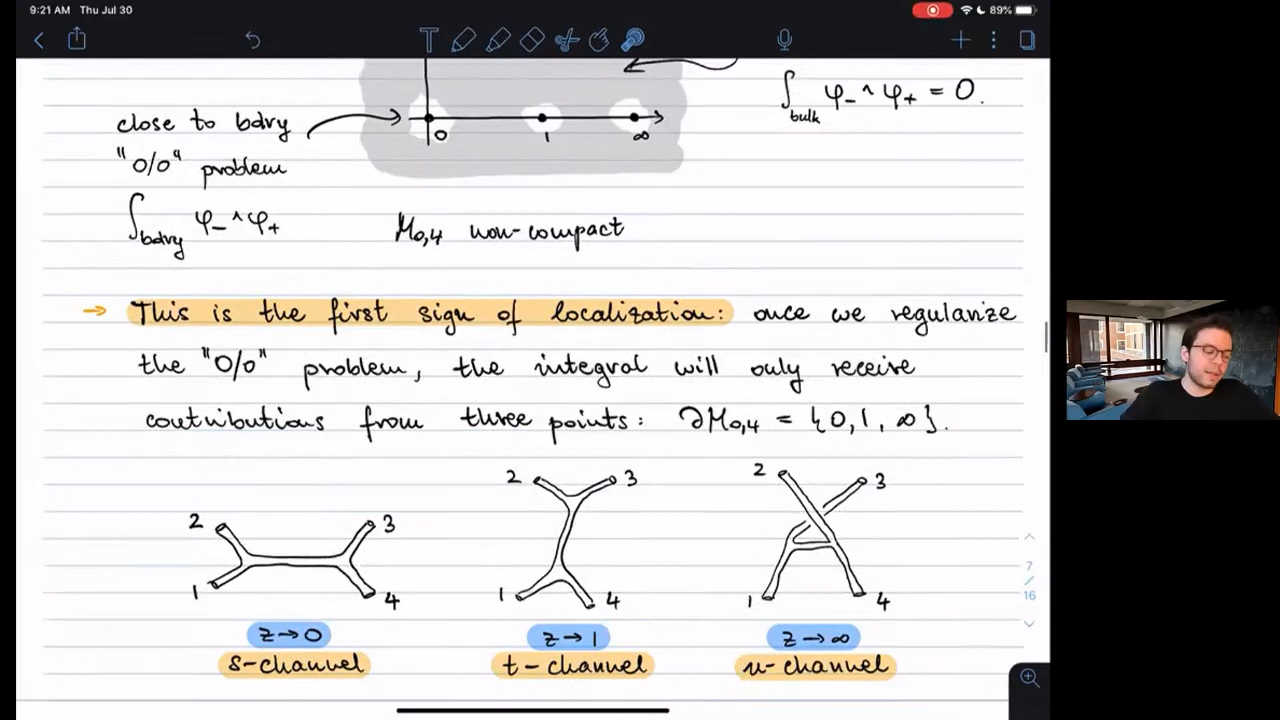 9:21 AM Thu Jul 30
89%
close to bdry
"0/0" problem
∫bdry φ₋ ^ φ₊
0 1 ∞
∫bulk φ₋ ^ φ₊ = 0.
M0,4 non-compact
→ This is the first sign of localization: once we regularize
the "0/0" problem, the integral will only receive
contributions from three points: ∂M0,4 = {0, 1, ∞}.
2 3
1 4
z→0
s-channel
2 3
1 4
z→1
t-channel
2 3
1 4
z→∞
u-channel
7
/
16